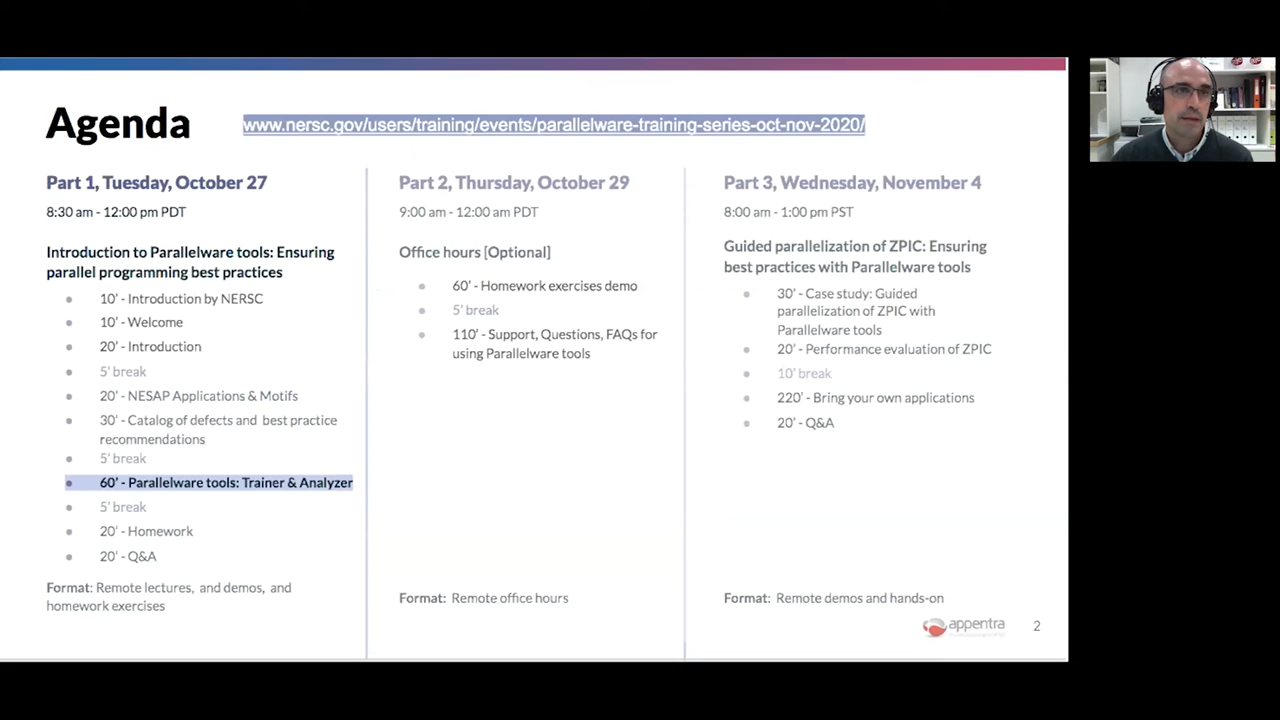 Agenda
www.nersc.gov/users/training/events/parallelware-training-series-oct-nov-2020/
Part 1, Tuesday, October 27
8:30 am - 12:00 pm PDT
Introduction to Parallelware tools: Ensuring
parallel programming best practices
● 10' - Introduction by NERSC
● 10' - Welcome
● 20' - Introduction
● 5' break
● 20' - NESAP Applications & Motifs
● 30' - Catalog of defects and best practice
recommendations
● 5' break
● 60' - Parallelware tools: Trainer & Analyzer
● 5' break
● 20' - Homework
● 20' - Q&A
Format: Remote lectures, and demos, and
homework exercises
Part 2, Thursday, October 29
9:00 am - 12:00 am PDT
Office hours [Optional]
● 60' - Homework exercises demo
● 5' break
● 110' - Support, Questions, FAQs for
using Parallelware tools
Format: Remote office hours
Part 3, Wednesday, November 4
8:00 am - 1:00 pm PST
Guided parallelization of ZPIC: Ensuring
best practices with Parallelware tools
● 30' - Case study: Guided
parallelization of ZPIC with
Parallelware tools
● 20' - Performance evaluation of ZPIC
● 10' break
● 220' - Bring your own applications
● 20' - Q&A
Format: Remote demos and hands-on
appentra
2